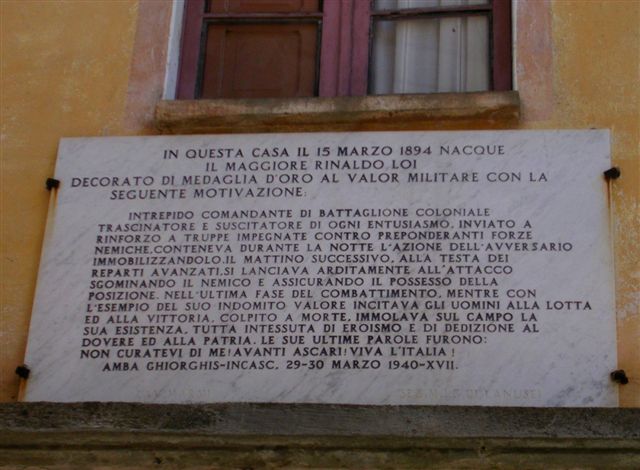 IN QUESTA CASA IL 15 MARZO 1894 NACQUE
IL MAGGIORE RINALDO LOI
DECORATO DI MEDAGLIA D'ORO AL VALOR MILITARE CON LA
SEGUENTE MOTIVAZIONE:
INTREPIDO COMANDANTE DI BATTAGLIONE COLONIALE
TRASCINATORE E SUSCITATORE DI OGNI ENTUSIASMO, INVIATO A
RINFORZO A TRUPPE IMPEGNATE CONTRO PREPONDERANTI FORZE
NEMICHE, CONTENEVA DURANTE LA NOTTE L'AZIONE DELL'AVVERSARIO
IMMOBILIZZANDOLO. IL MATTINO SUCCESSIVO, ALLA TESTA DEI
REPARTI AVANZATI, SI LANCIAVA ARDITAMENTE ALL'ATTACCO
SGOMINANDO IL NEMICO E ASSICURANDO IL POSSESSO DELLA
POSIZIONE. NELL'ULTIMA FASE DEL COMBATTIMENTO, MENTRE CON
L'ESEMPIO DEL SUO INDOMITO VALORE INCITAVA GLI UOMINI ALLA LOTTA
ED ALLA VITTORIA, COLPITO A MORTE, IMMOLAVA SUL CAMPO LA
SUA ESISTENZA, TUTTA INTESSUTA DI EROISMO E DI DEDIZIONE AL
DOVERE ED ALLA PATRIA. LE SUE ULTIME PAROLE FURONO:
NON CURATEVI DI ME! AVANTI ASCARI! VIVA L'ITALIA!
AMBA GHIORGHIS-INCASC, 29-30 MARZO 1940-XVII.